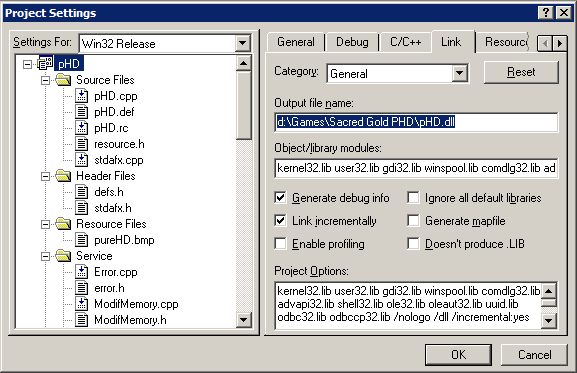 Project Settings
Settings For: Win32 Release
pHD
Source Files
pHD.cpp
pHD.def
pHD.rc
resource.h
stdafx.cpp
Header Files
defs.h
stdafx.h
Resource Files
pureHD.bmp
Service
Error.cpp
error.h
ModifMemory.cpp
ModifMemory.h
General Debug C/C++ Link Resourc
Category: General Reset
Output file name:
d:\Games\Sacred Gold PHD\pHD.dll
Object/library modules:
kernel32.lib user32.lib gdi32.lib winspool.lib comdlg32.lib ad
Generate debug info Ignore all default libraries
Link incrementally Generate mapfile
Enable profiling Doesn't produce .LIB
Project Options:
kernel32.lib user32.lib gdi32.lib winspool.lib comdlg32.lib
advapi32.lib shell32.lib ole32.lib oleaut32.lib uuid.lib
odbc32.lib odbccp32.lib /nologo /dll /incremental:yes
OK Cancel